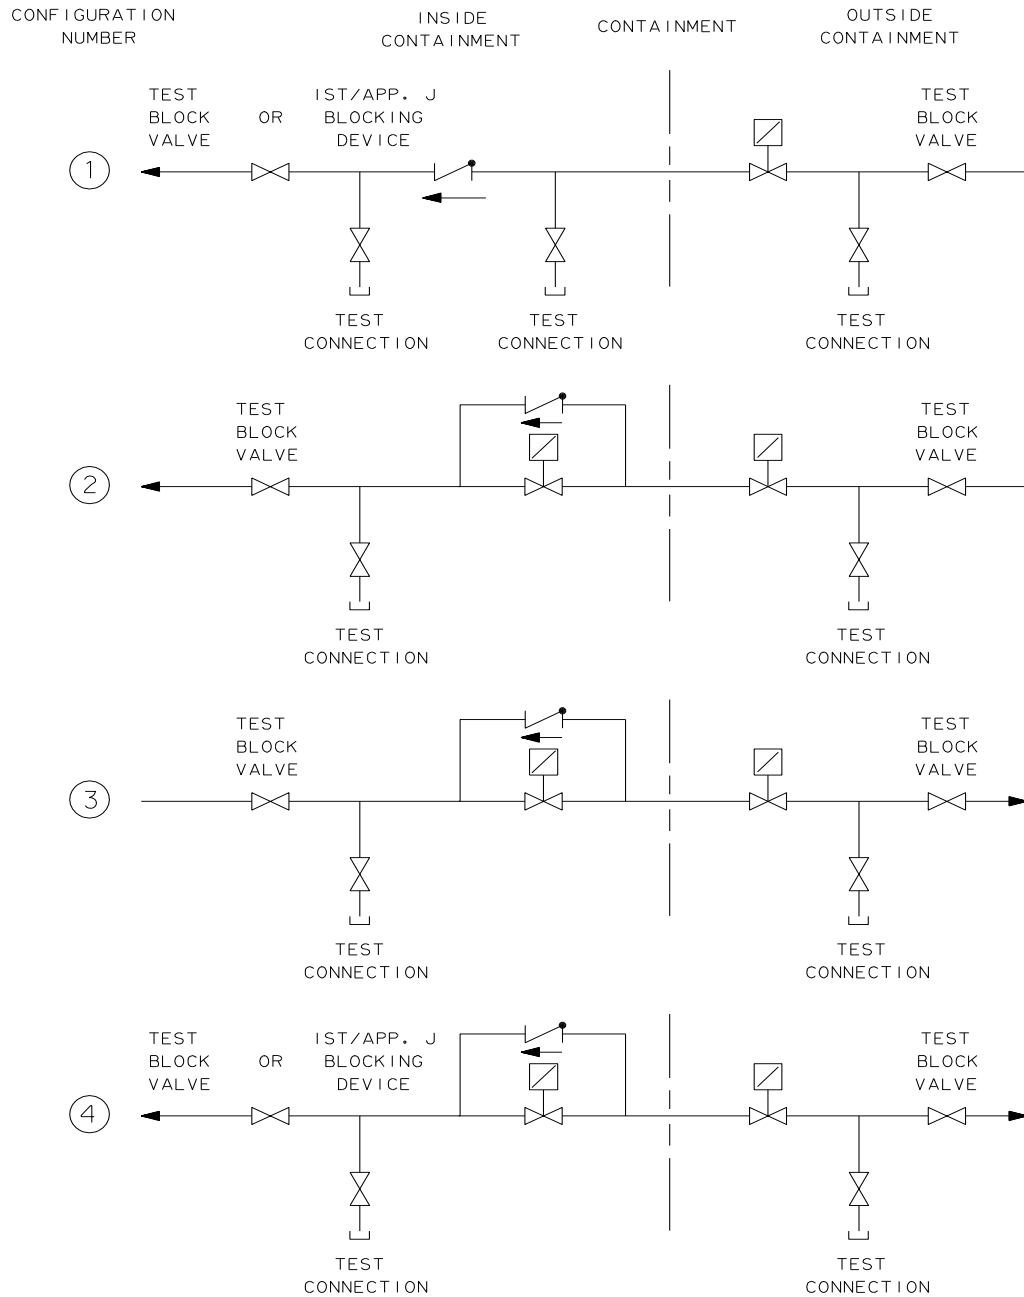 CONFIGURATION
NUMBER
INSIDE
CONTAINMENT
CONTAINMENT
OUTSIDE
CONTAINMENT
TEST
BLOCK
VALVE
OR
IST/APP. J
BLOCKING
DEVICE
TEST
BLOCK
VALVE
1
TEST
CONNECTION
TEST
CONNECTION
TEST
CONNECTION
TEST
BLOCK
VALVE
TEST
BLOCK
VALVE
2
TEST
CONNECTION
TEST
CONNECTION
TEST
BLOCK
VALVE
TEST
BLOCK
VALVE
3
TEST
CONNECTION
TEST
CONNECTION
TEST
BLOCK
VALVE
OR
IST/APP. J
BLOCKING
DEVICE
TEST
BLOCK
VALVE
4
TEST
CONNECTION
TEST
CONNECTION